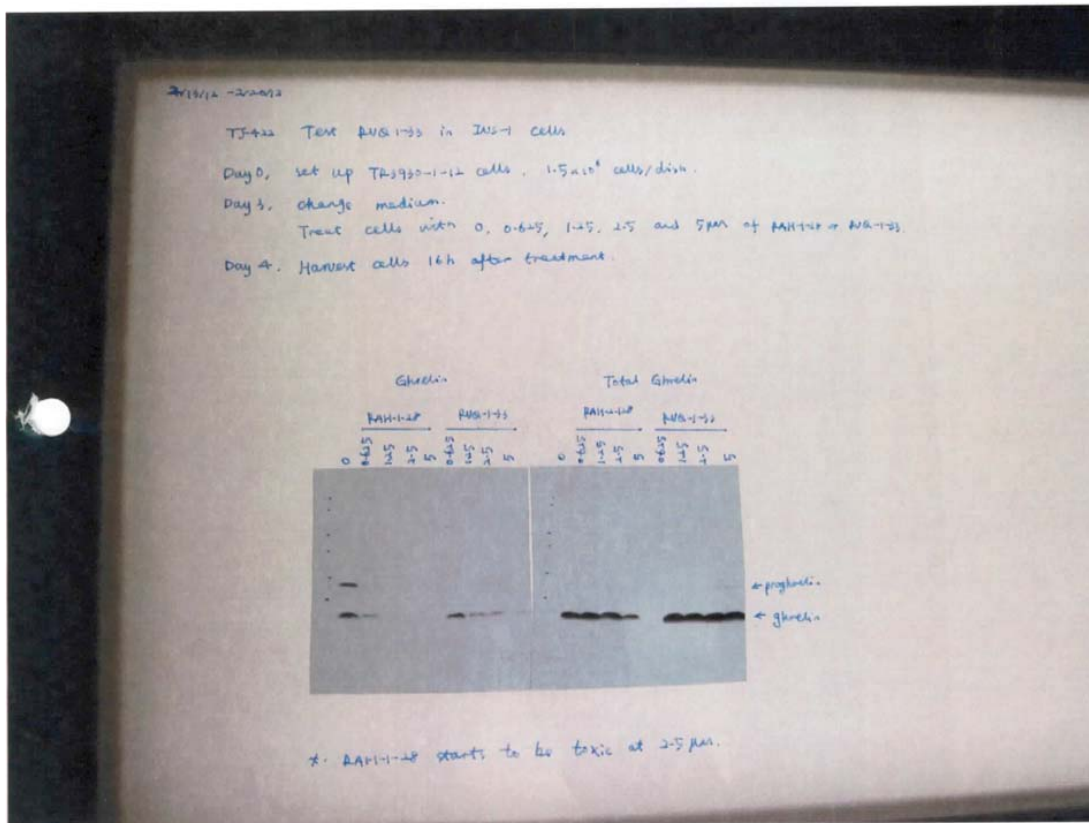 TJ-422 Test RVQ-1-33 in INS-1 cells
Day 0, set up TR3930-1-12 cells. 1.5x10⁶ cells/dish.
Day 3, change medium.
Treat cells with 0, 0.625, 1.25, 2.5 and 5μM of RAH-1-28 or RVQ-1-33.
Day 4. Harvest cells 16h after treatment.
Ghrelin Total Ghrelin
RAH-1-28 RVQ-1-33 RAH-1-28 RVQ-1-33
0 0.625 1.25 2.5 5 0.625 1.25 2.5 5 0 0.625 1.25 2.5 5 0.625 1.25 2.5 5
← proghrelin
← ghrelin
*. RAH-1-28 starts to be toxic at 2.5 μM.